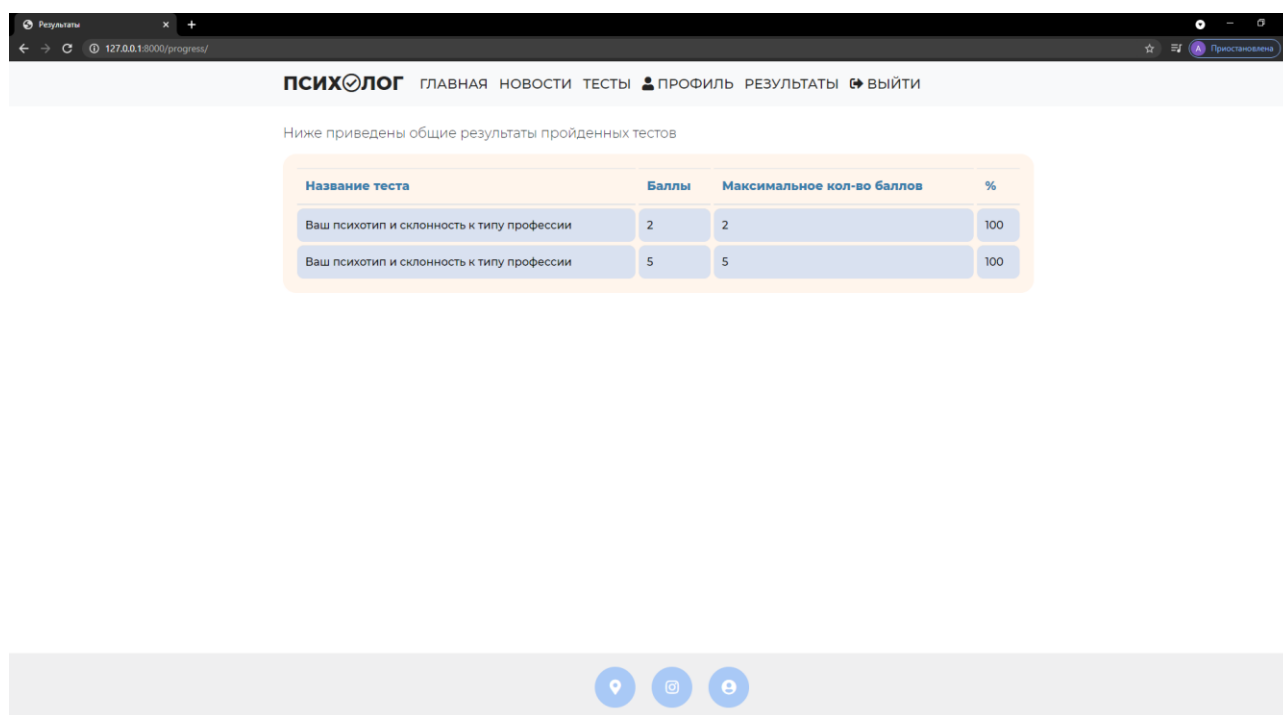 Результаты
127.0.0.1:8000/progress/
А Приостановлена
ПСИХОЛОГ ГЛАВНАЯ НОВОСТИ ТЕСТЫ ПРОФИЛЬ РЕЗУЛЬТАТЫ ВЫЙТИ
Ниже приведены общие результаты пройденных тестов
Название теста Баллы Максимальное кол-во баллов %
Ваш психотип и склонность к типу профессии 2 2 100
Ваш психотип и склонность к типу профессии 5 5 100